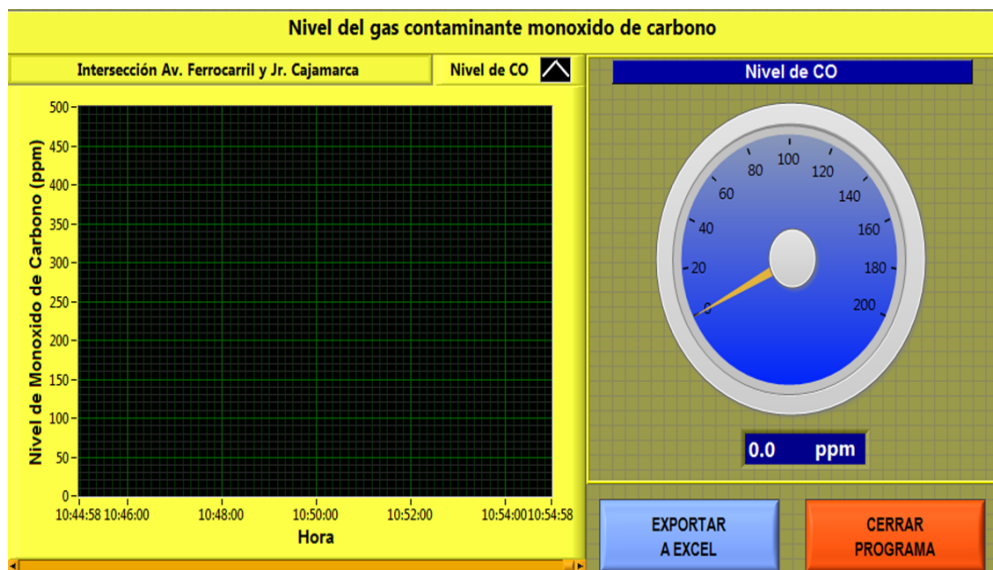 Nivel del gas contaminante monoxido de carbono
Intersección Av. Ferrocarril y Jr. Cajamarca
Nivel de CO
Nivel de Monoxido de Carbono (ppm)
500
450
400
350
300
250
200
150
100
50
0
10:44:58 10:46:00 10:48:00 10:50:00 10:52:00 10:54:00 10:54:58
Hora
Nivel de CO
0
20
40
60
80
100
120
140
160
180
200
0.0 ppm
EXPORTAR
A EXCEL
CERRAR
PROGRAMA